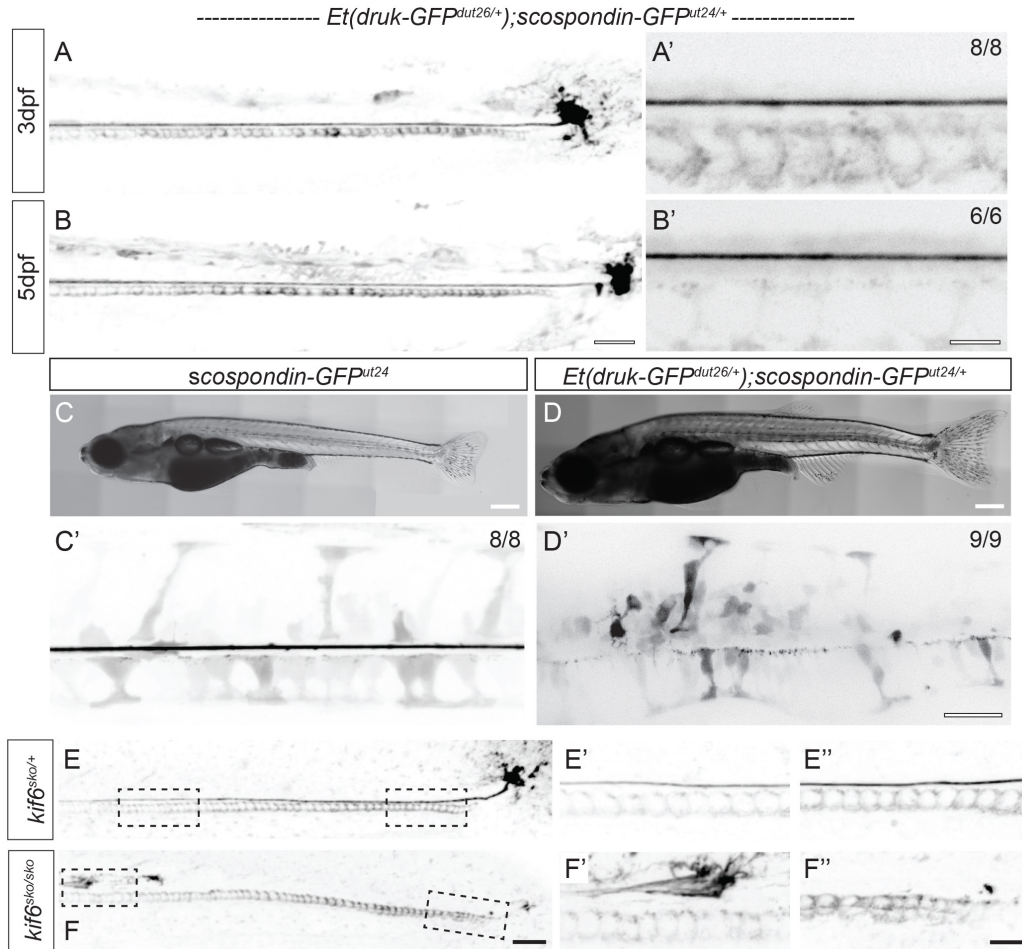 ---------------- Et(druk-GFPdut26/+);scospondin-GFPut24/+ ----------------
3dpf
A
A'
8/8
5dpf
B
B'
6/6
scospondin-GFPut24
Et(druk-GFPdut26/+);scospondin-GFPut24/+
C
D
C'
8/8
D'
9/9
kif6sko/+
E
E'
E''
kif6sko/sko
F
F'
F''